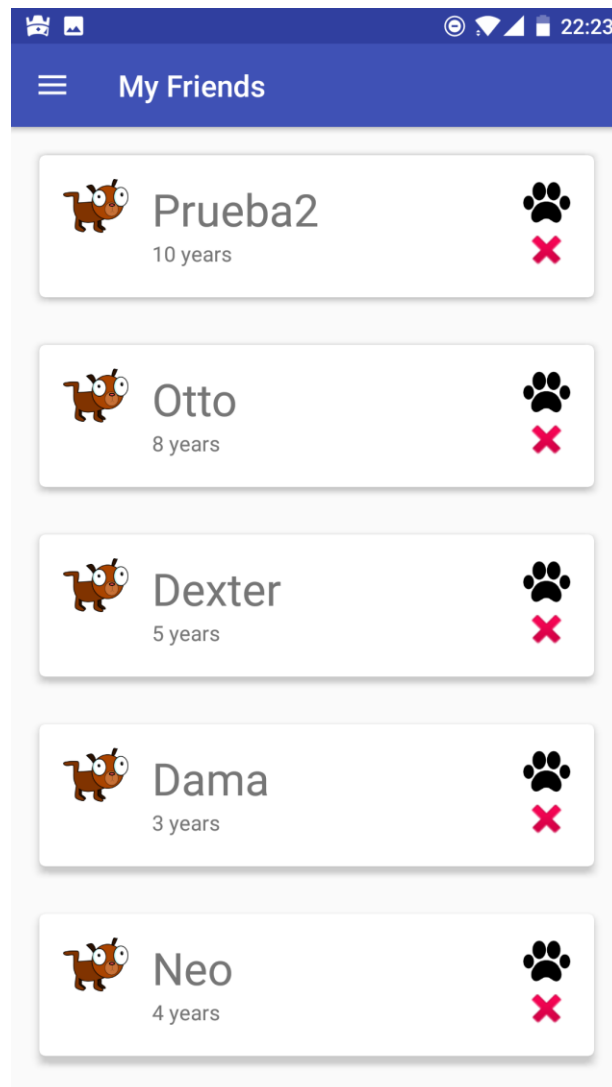 22:23
My Friends
Prueba2
10 years
Otto
8 years
Dexter
5 years
Dama
3 years
Neo
4 years